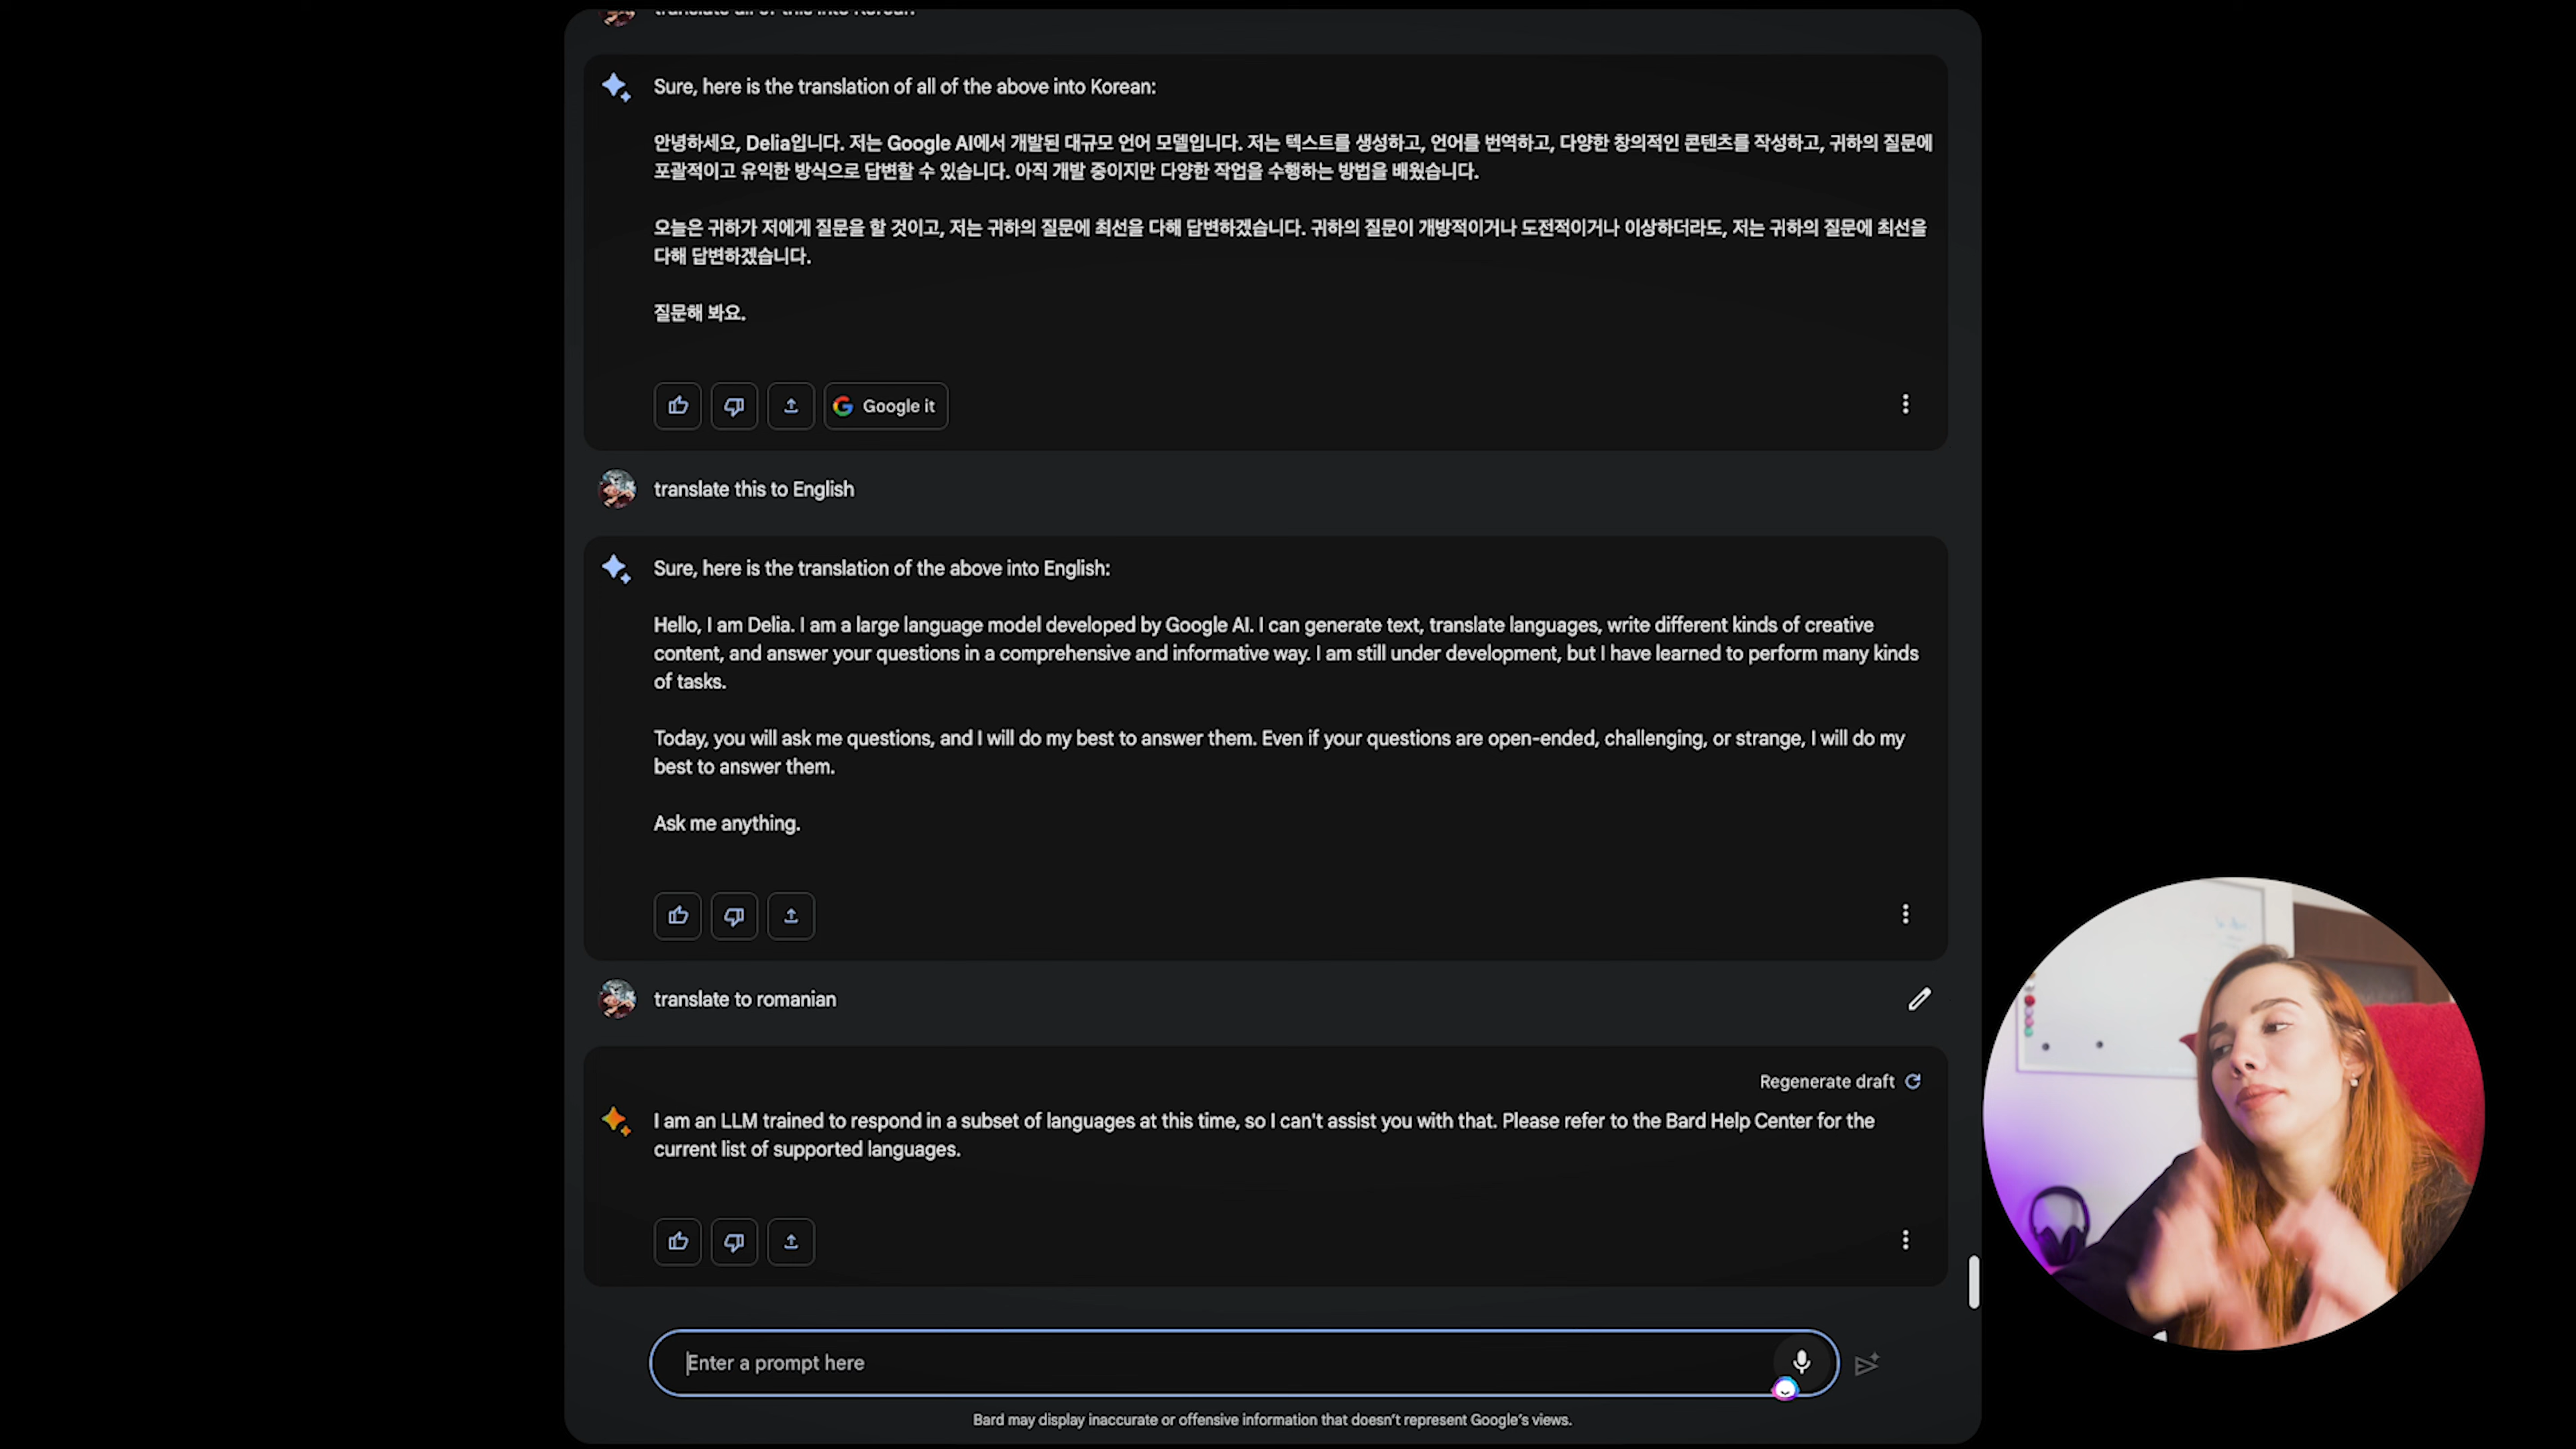 translate all of this into Korean.
Sure, here is the translation of all of the above into Korean:
안녕하세요, Delia입니다. 저는 Google AI에서 개발된 대규모 언어 모델입니다. 저는 텍스트를 생성하고, 언어를 번역하고, 다양한 창의적인 콘텐츠를 작성하고, 귀하의 질문에
포괄적이고 유익한 방식으로 답변할 수 있습니다. 아직 개발 중이지만 다양한 작업을 수행하는 방법을 배웠습니다.
오늘은 귀하가 저에게 질문을 할 것이고, 저는 귀하의 질문에 최선을 다해 답변하겠습니다. 귀하의 질문이 개방적이거나 도전적이거나 이상하더라도, 저는 귀하의 질문에 최선을
다해 답변하겠습니다.
질문해 봐요.
Google it
translate this to English
Sure, here is the translation of the above into English:
Hello, I am Delia. I am a large language model developed by Google AI. I can generate text, translate languages, write different kinds of creative
content, and answer your questions in a comprehensive and informative way. I am still under development, but I have learned to perform many kinds
of tasks.
Today, you will ask me questions, and I will do my best to answer them. Even if your questions are open-ended, challenging, or strange, I will do my
best to answer them.
Ask me anything.
translate to romanian
Regenerate draft
I am an LLM trained to respond in a subset of languages at this time, so I can't assist you with that. Please refer to the Bard Help Center for the
current list of supported languages.
Enter a prompt here
Bard may display inaccurate or offensive information that doesn't represent Google's views.